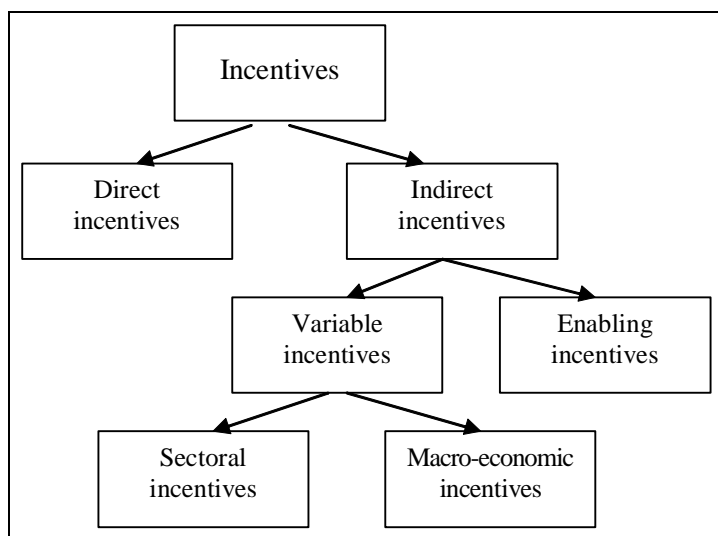 Incentives
Direct
incentives
Indirect
incentives
Variable
incentives
Enabling
incentives
Sectoral
incentives
Macro-economic
incentives